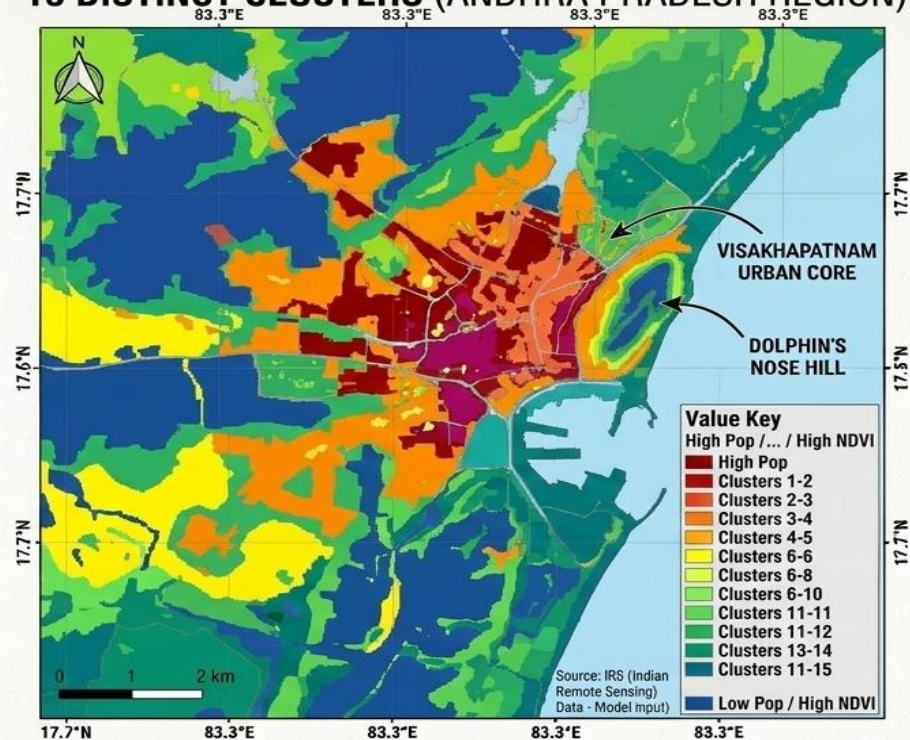 DISTINCT CLUSTERS (ANDHRA PRADESH REGION)
83.3°E 83.3°E 83.3°E 83.3°E
N
17.7°N 17.7°N
VISAKHAPATNAM
URBAN CORE
DOLPHIN'S
NOSE HILL
17.6°N
Value Key
High Pop /... / High NDVI
High Pop
Clusters 1-2
Clusters 2-3
Clusters 3-4
Clusters 4-5
Clusters 6-6
Clusters 6-8
Clusters 6-10
Clusters 11-11
Clusters 11-12
Clusters 13-14
Clusters 11-15
Low Pop / High NDVI
17.7°N 17.7°N
0 1 2 km
Source: IRS (Indian
Remote Sensing)
Data - Model input)
17.7°N 83.3°E 83.3°E 83.3°E 83.3°E